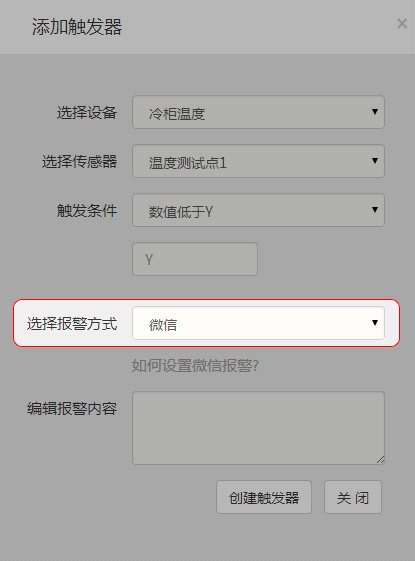 添加触发器 ×
选择设备 冷柜温度
选择传感器 温度测试点1
触发条件 数值低于Y
Y
选择报警方式 微信
如何设置微信报警?
编辑报警内容
创建触发器 关 闭